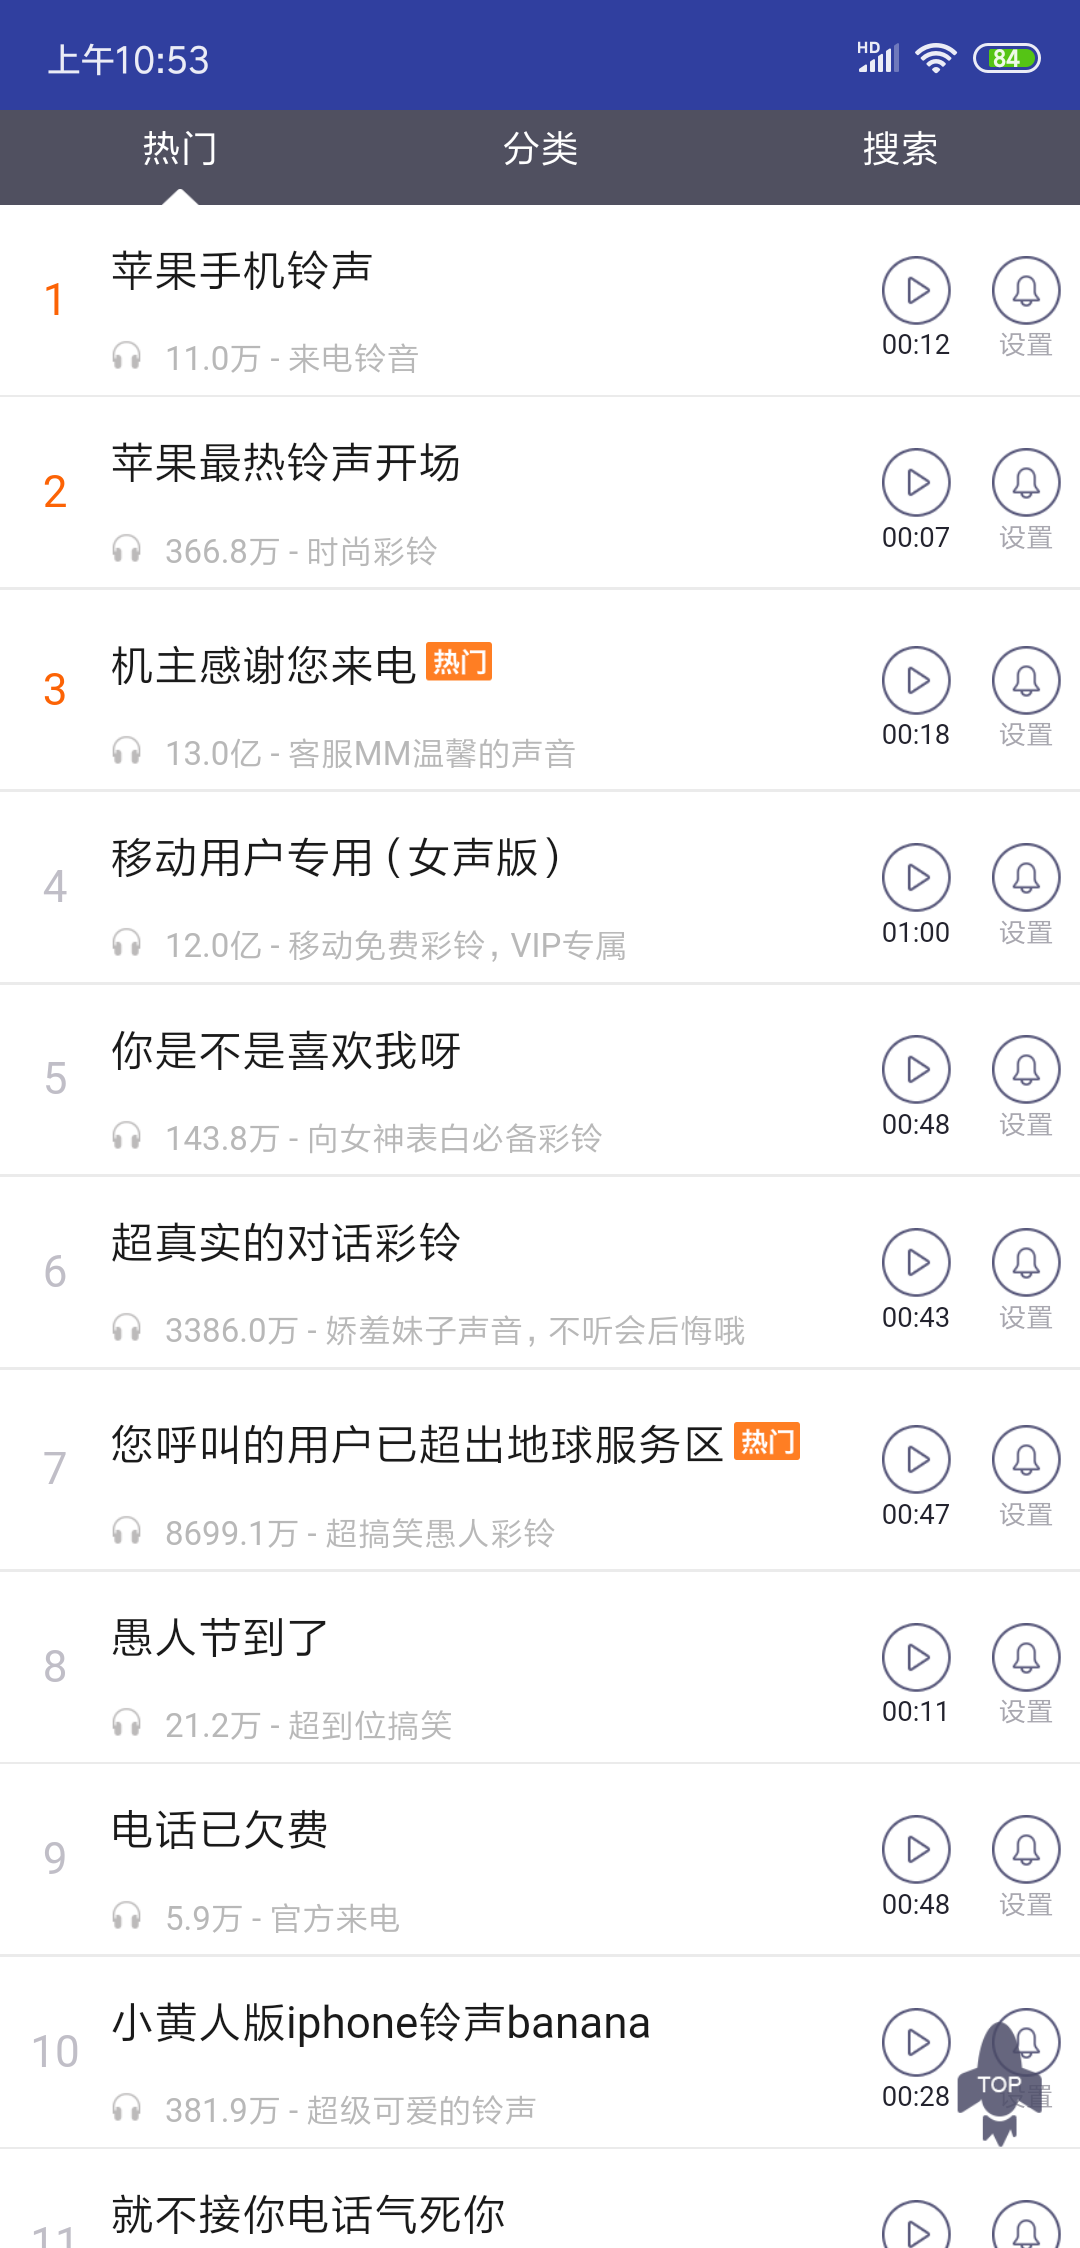 上午10:53
HD
84
热门 分类 搜索
苹果手机铃声
1
11.0万 - 来电铃音
00:12 设置
苹果最热铃声开场
2
366.8万 - 时尚彩铃
00:07 设置
机主感谢您来电 热门
3
13.0亿 - 客服MM温馨的声音
00:18 设置
移动用户专用（女声版）
4
12.0亿 - 移动免费彩铃，VIP专属
01:00 设置
你是不是喜欢我呀
5
143.8万 - 向女神表白必备彩铃
00:48 设置
超真实的对话彩铃
6
3386.0万 - 娇羞妹子声音，不听会后悔哦
00:43 设置
您呼叫的用户已超出地球服务区 热门
7
8699.1万 - 超搞笑愚人彩铃
00:47 设置
愚人节到了
8
21.2万 - 超到位搞笑
00:11 设置
电话已欠费
9
5.9万 - 官方来电
00:48 设置
小黄人版iphone铃声banana
10
381.9万 - 超级可爱的铃声
00:28 设置
TOP
就不接你电话气死你
11